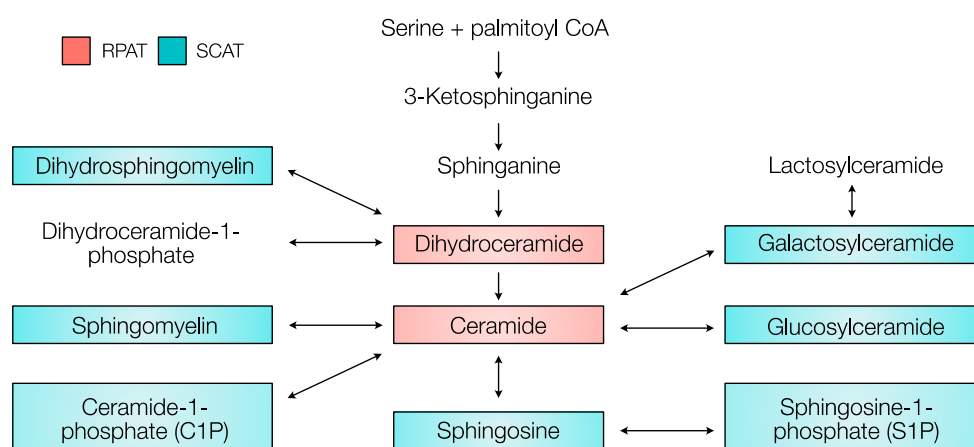 Serine + palmitoyl CoA
RPAT
SCAT
3-Ketosphinganine
Dihydrosphingomyelin
Sphinganine
Lactosylceramide
Dihydroceramide-1-
phosphate
Dihydroceramide
Galactosylceramide
Sphingomyelin
Ceramide
Glucosylceramide
Ceramide-1-
phosphate (C1P)
Sphingosine
Sphingosine-1-
phosphate (S1P)